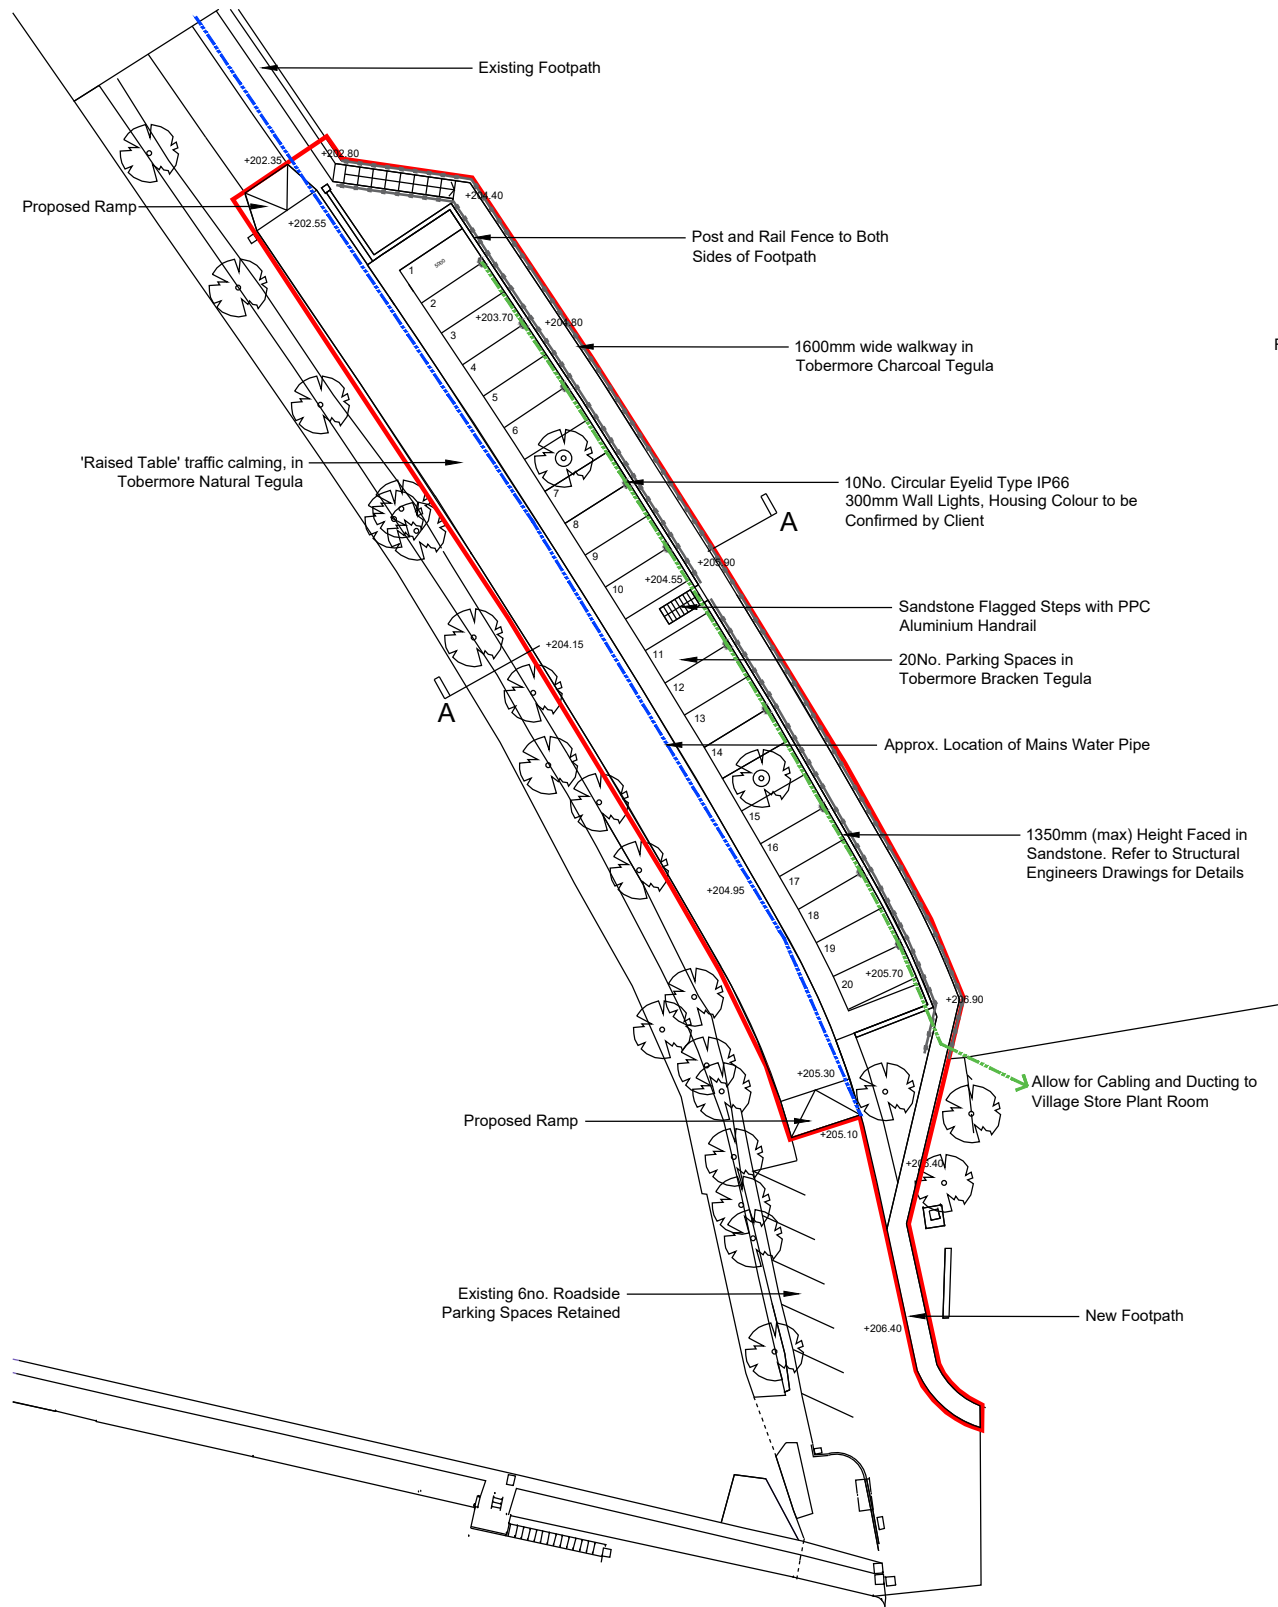 Existing Footpath
+202.35
+202.80
+204.40
Proposed Ramp
+202.55
Post and Rail Fence to Both
Sides of Footpath
5000
1
2
+203.70
+204.80
3
1600mm wide walkway in
Tobermore Charcoal Tegula
4
5
6
'Raised Table' traffic calming, in
Tobermore Natural Tegula
7
10No. Circular Eyelid Type IP66
300mm Wall Lights, Housing Colour to be
Confirmed by Client
8
A
9
+205.90
10
+204.55
Sandstone Flagged Steps with PPC
Aluminium Handrail
+204.15
11
20No. Parking Spaces in
Tobermore Bracken Tegula
12
A
13
14
Approx. Location of Mains Water Pipe
15
16
1350mm (max) Height Faced in
Sandstone. Refer to Structural
Engineers Drawings for Details
17
+204.95
18
19
20
+205.70
+206.90
+205.30
Allow for Cabling and Ducting to
Village Store Plant Room
Proposed Ramp
+205.10
Existing 6no. Roadside
Parking Spaces Retained
New Footpath
+206.40